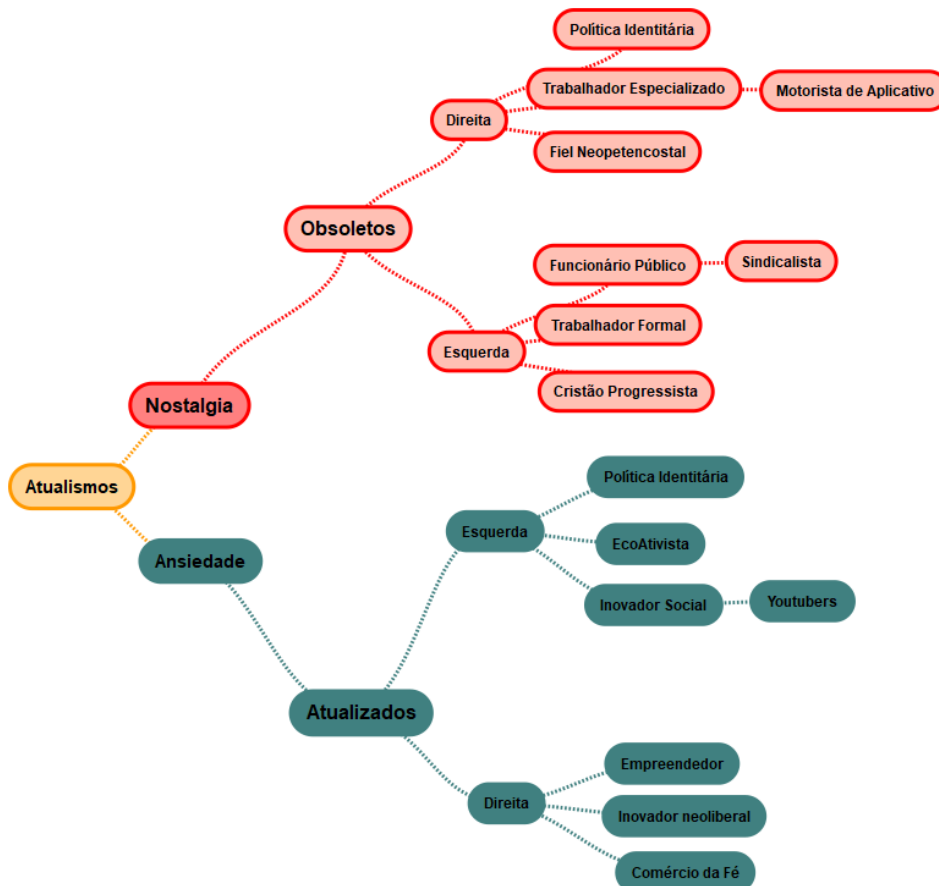 Política Identitária
Trabalhador Especializado
Motorista de Aplicativo
Direita
Fiel Neopetencostal
Obsoletos
Funcionário Público
Sindicalista
Trabalhador Formal
Esquerda
Cristão Progressista
Nostalgia
Atualismos
Política Identitária
Esquerda
EcoAtivista
Ansiedade
Inovador Social
Youtubers
Atualizados
Empreendedor
Direita
Inovador neoliberal
Comércio da Fé